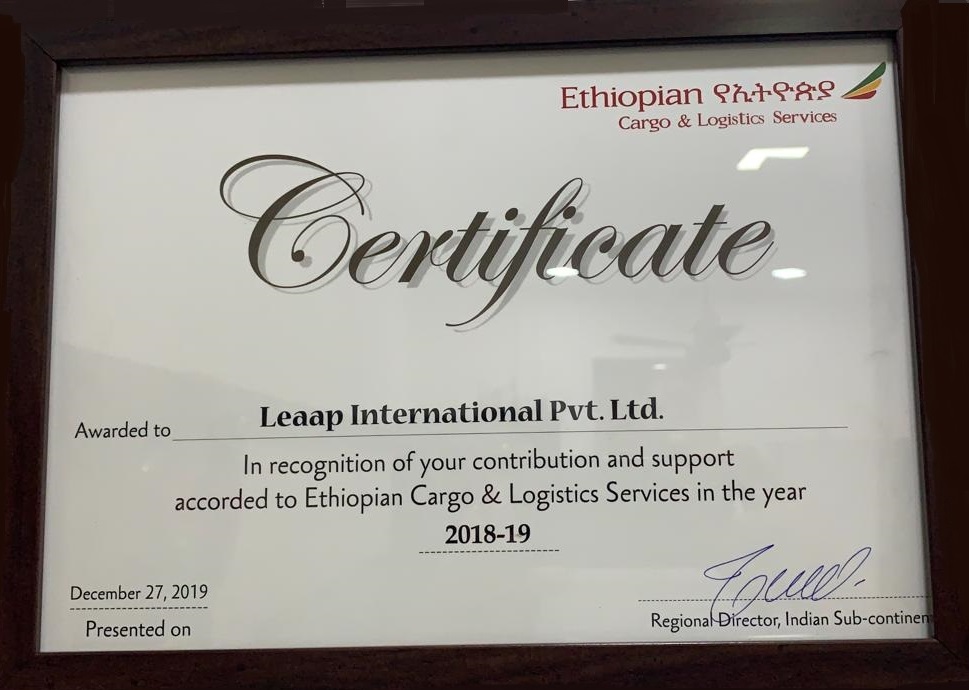 Ethiopian የኢትዮጵያ
Cargo & Logistics Services
Certificate
Awarded to Leaap International Pvt. Ltd.
In recognition of your contribution and support
accorded to Ethiopian Cargo & Logistics Services in the year
2018-19
December 27, 2019
Presented on
Regional Director, Indian Sub-continen